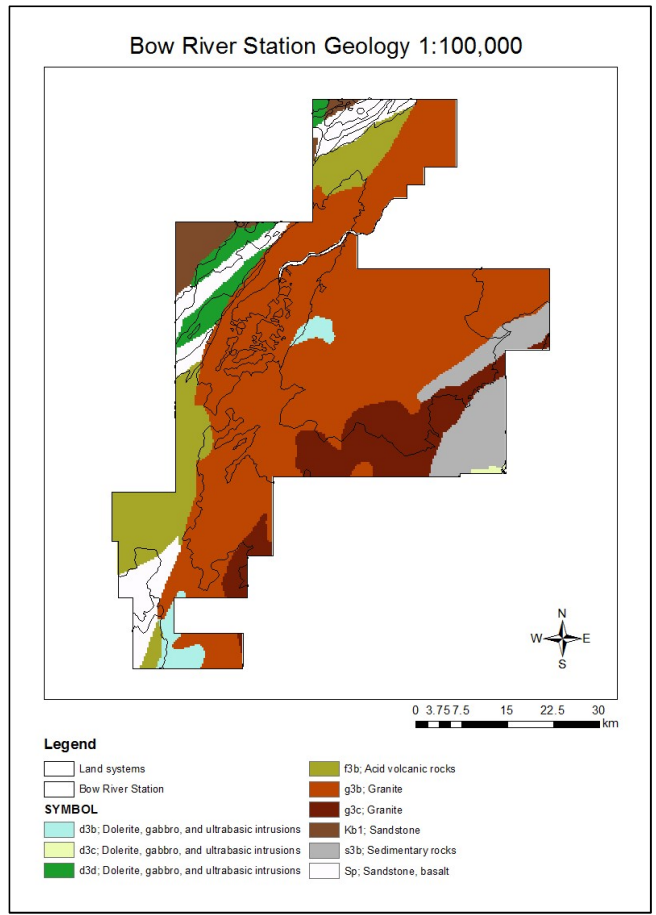 Bow River Station Geology 1:100,000
N
W E
S
0 3.75 7.5 15 22.5 30
km
Legend
Land systems
Bow River Station
SYMBOL
d3b; Dolerite, gabbro, and ultrabasic intrusions
d3c; Dolerite, gabbro, and ultrabasic intrusions
d3d; Dolerite, gabbro, and ultrabasic intrusions
f3b; Acid volcanic rocks
g3b; Granite
g3c; Granite
Kb1; Sandstone
s3b; Sedimentary rocks
Sp; Sandstone, basalt